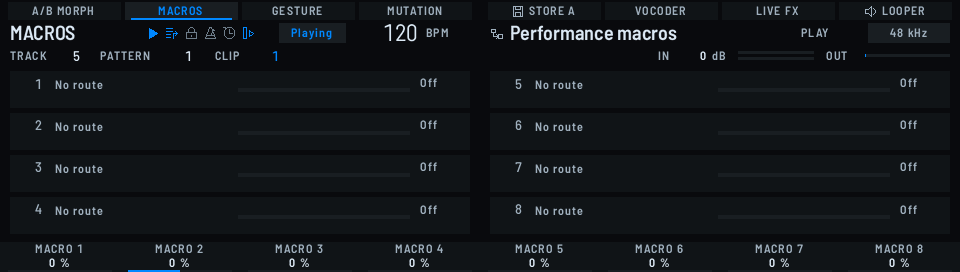 A/B MORPH MACROS GESTURE MUTATION STORE A VOCODER LIVE FX LOOPER
MACROS Playing 120 BPM Performance macros PLAY 48 kHz
TRACK 5 PATTERN 1 CLIP 1 IN 0 dB OUT
1 No route Off 5 No route Off
2 No route Off 6 No route Off
3 No route Off 7 No route Off
4 No route Off 8 No route Off
MACRO 1 MACRO 2 MACRO 3 MACRO 4 MACRO 5 MACRO 6 MACRO 7 MACRO 8
0 % 0 % 0 % 0 % 0 % 0 % 0 % 0 %